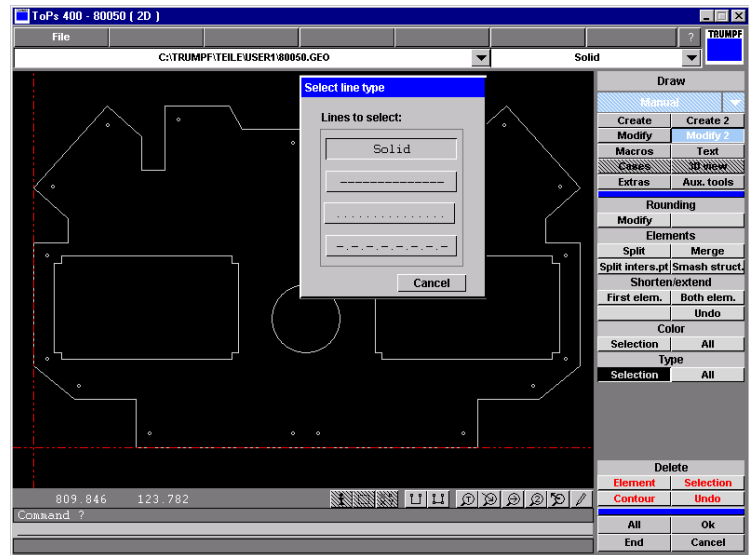 ToPs 400 - 80050 ( 2D )
File
?
TRUMPF
C:\TRUMPF\TEILE\USER1\80050.GEO
Solid
Select line type
Lines to select:
Solid
--------------
. . . . . . . . . . . . . . .
-.-.-.-.-.-.-.-
Cancel
Draw
Manual
Create
Create 2
Modify
Modify 2
Macros
Text
Cases
3D view
Extras
Aux. tools
Rounding
Modify
Elements
Split
Merge
Split inters.pt
Smash struct.
Shorten/extend
First elem.
Both elem.
Undo
Color
Selection
All
Type
Selection
All
Delete
Element
Selection
Contour
Undo
All
Ok
End
Cancel
809.846 123.782
Command ?